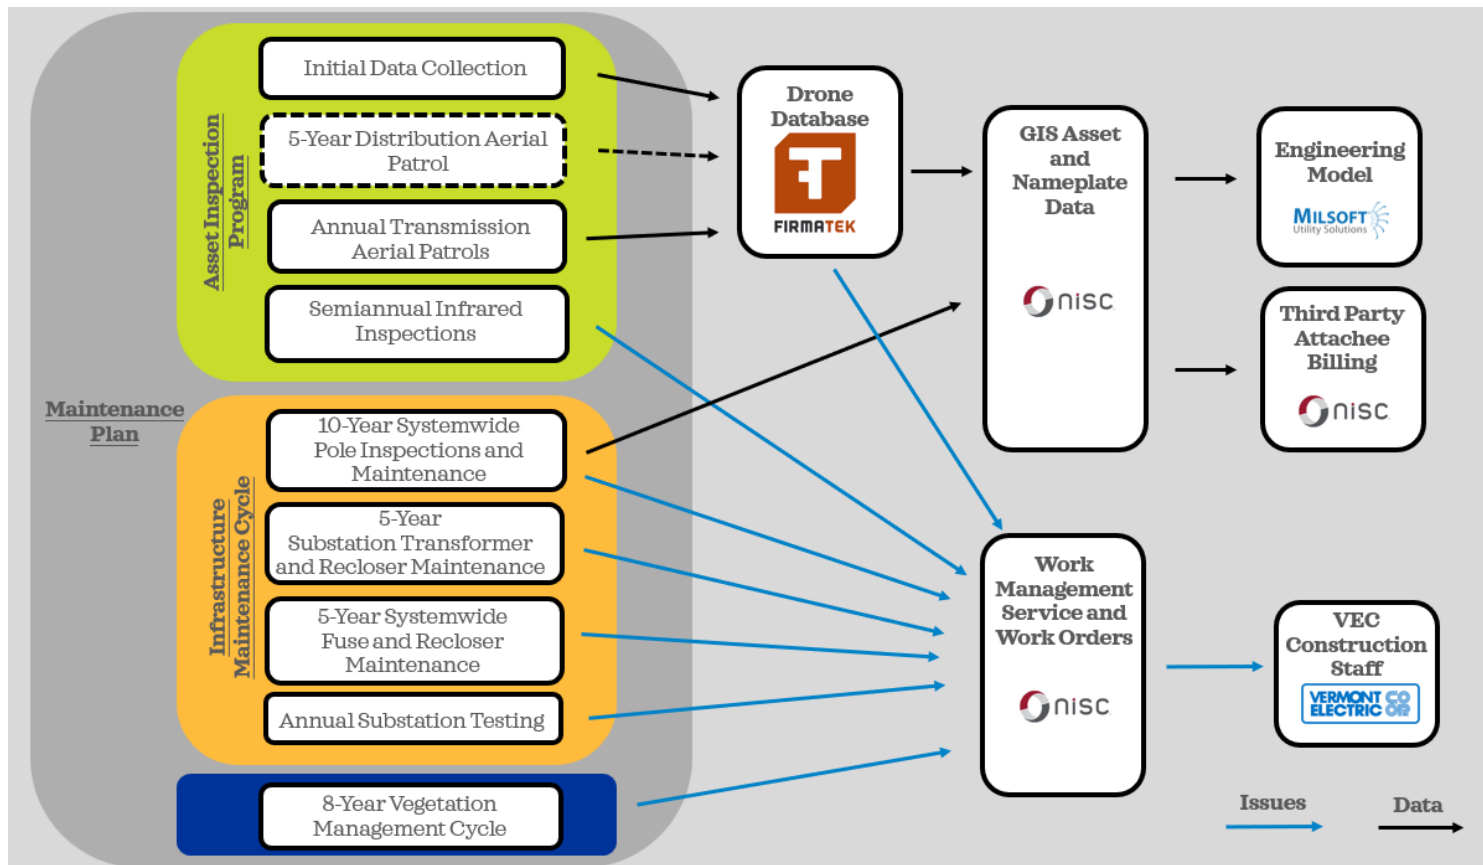 Maintenance
Plan
Asset Inspection
Program
Initial Data Collection
5-Year Distribution Aerial
Patrol
Annual Transmission
Aerial Patrols
Semiannual Infrared
Inspections
Infrastructure
Maintenance Cycle
10-Year Systemwide
Pole Inspections and
Maintenance
5-Year
Substation Transformer
and Recloser Maintenance
5-Year Systemwide
Fuse and Recloser
Maintenance
Annual Substation Testing
8-Year Vegetation
Management Cycle
Drone
Database
FIRMATEK
GIS Asset
and
Nameplate
Data
nisc
Engineering
Model
MILSOFT
Utility Solutions
Third Party
Attachee
Billing
nisc
Work
Management
Service and
Work Orders
nisc
VEC
Construction
Staff
VERMONT CO
ELECTRIC OP
Issues
Data